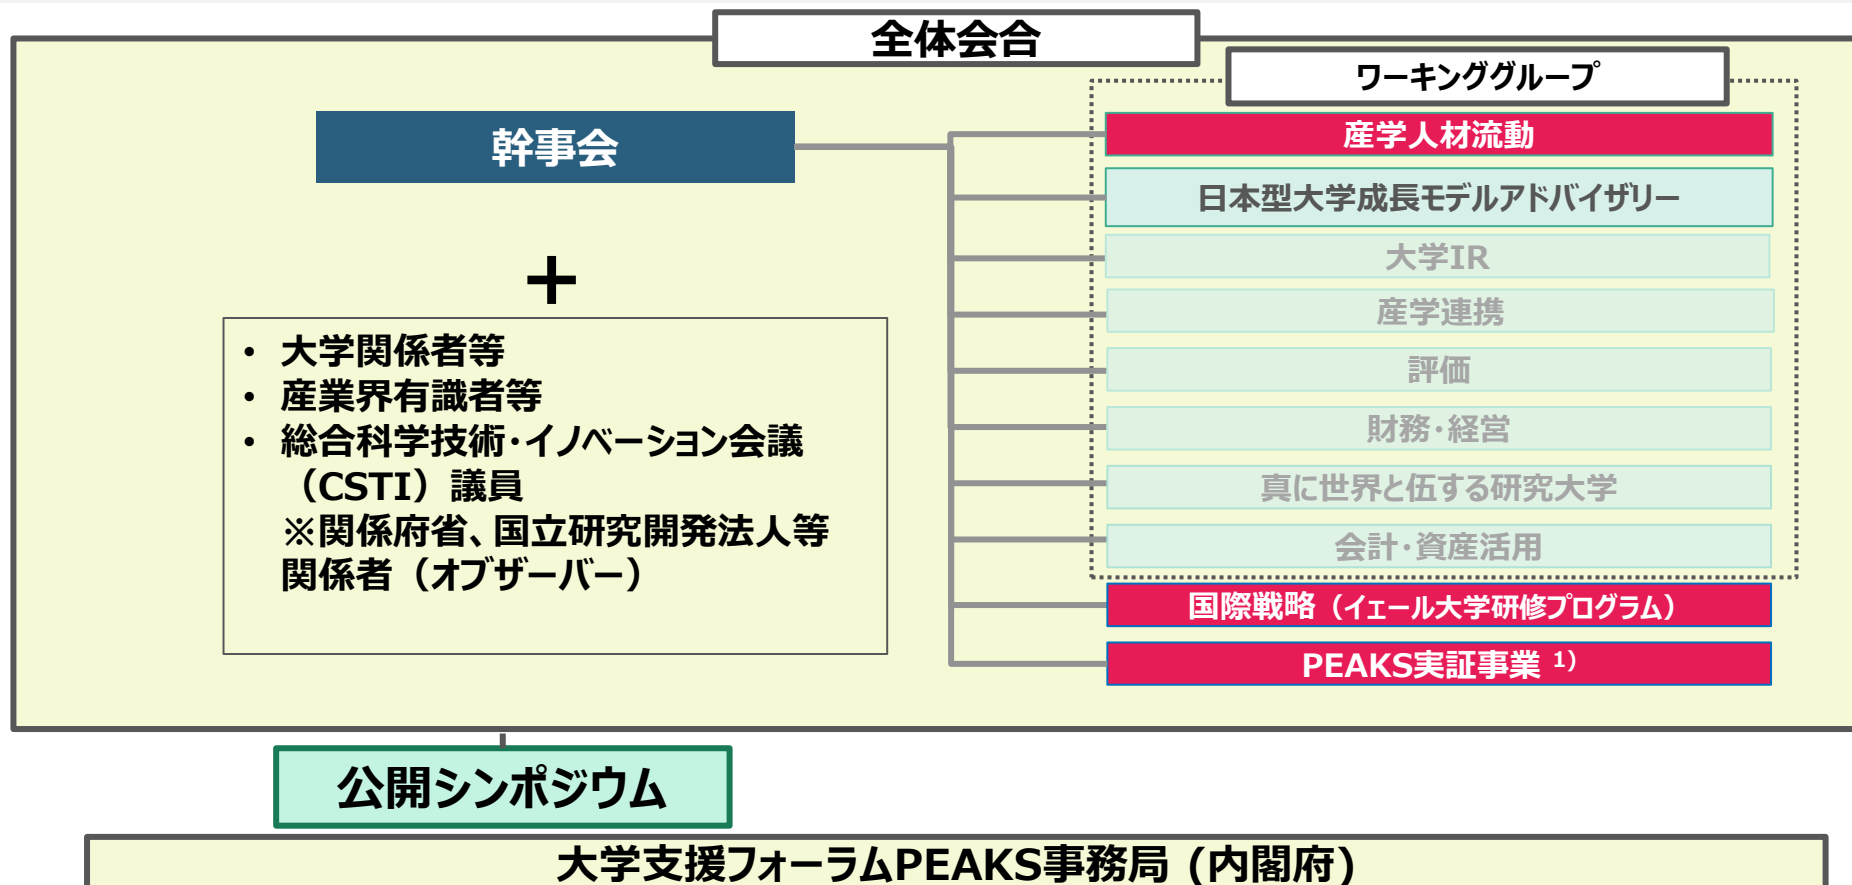 全体会合
ワーキンググループ
幹事会
産学人材流動
日本型大学成長モデルアドバイザリー
大学IR
産学連携
評価
財務・経営
真に世界と伍する研究大学
会計・資産活用
国際戦略（イェール大学研修プログラム）
PEAKS実証事業 1)
＋
• 大学関係者等
• 産業界有識者等
• 総合科学技術・イノベーション会議
（CSTI）議員
※関係府省、国立研究開発法人等
関係者（オブザーバー）
公開シンポジウム
大学支援フォーラムPEAKS事務局 (内閣府)